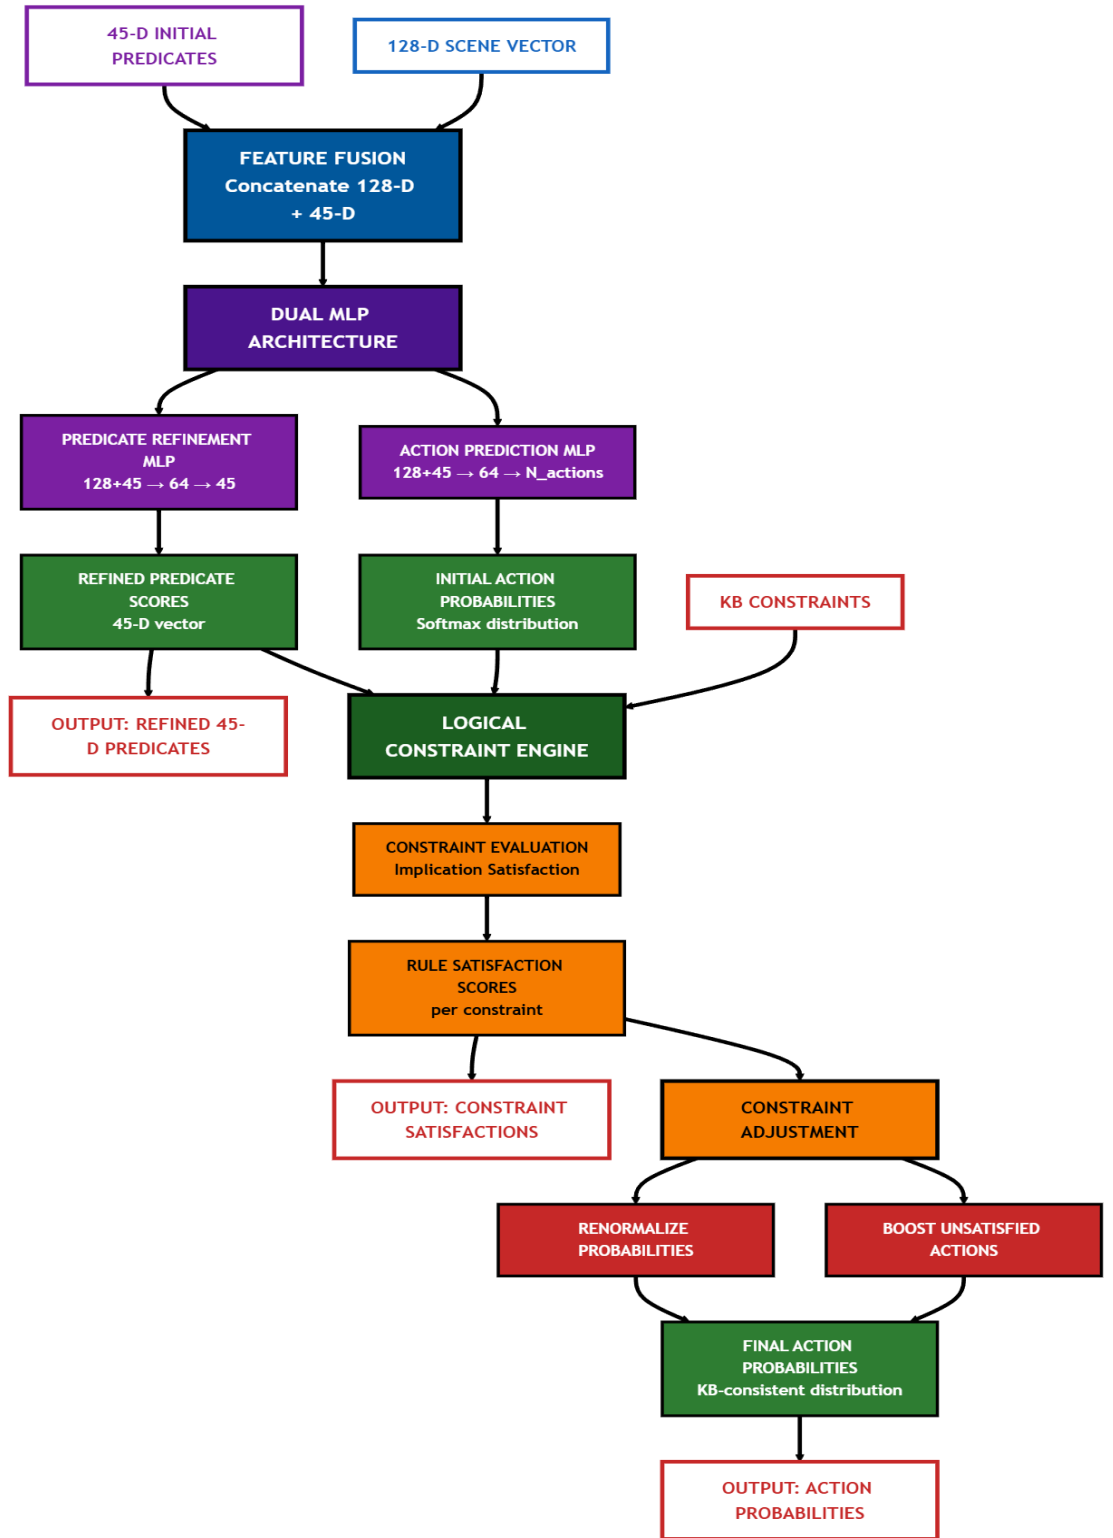 45-D INITIAL
PREDICATES
128-D SCENE VECTOR
FEATURE FUSION
Concatenate 128-D
+ 45-D
DUAL MLP
ARCHITECTURE
PREDICATE REFINEMENT
MLP
128+45 → 64 → 45
ACTION PREDICTION MLP
128+45 → 64 → N_actions
REFINED PREDICATE
SCORES
45-D vector
INITIAL ACTION
PROBABILITIES
Softmax distribution
KB CONSTRAINTS
OUTPUT: REFINED 45-
D PREDICATES
LOGICAL
CONSTRAINT ENGINE
CONSTRAINT EVALUATION
Implication Satisfaction
RULE SATISFACTION
SCORES
per constraint
OUTPUT: CONSTRAINT
SATISFACTIONS
CONSTRAINT
ADJUSTMENT
RENORMALIZE
PROBABILITIES
BOOST UNSATISFIED
ACTIONS
FINAL ACTION
PROBABILITIES
KB-consistent distribution
OUTPUT: ACTION
PROBABILITIES